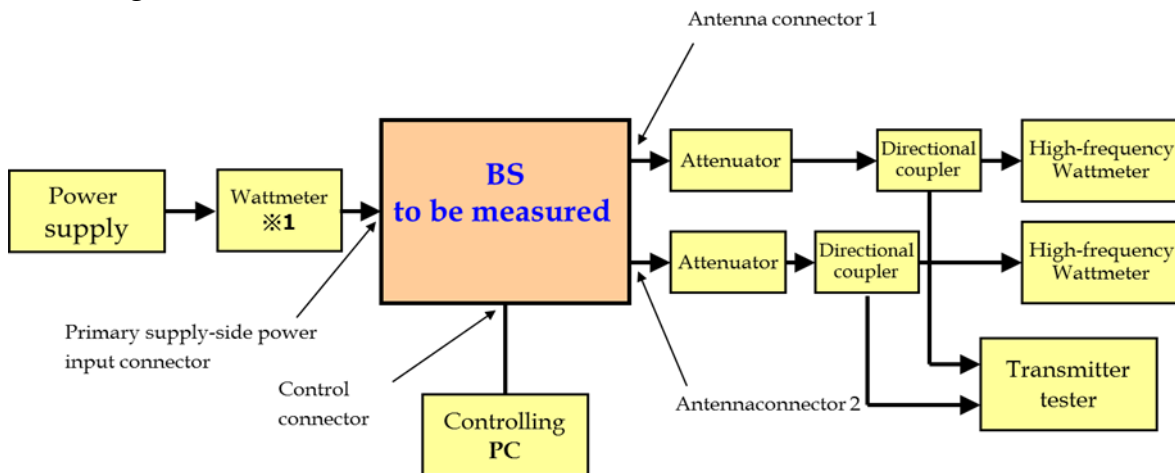 Antenna connector 1
Power
supply
Wattmeter
※1
BS
to be measured
Attenuator
Directional
coupler
High-frequency
Wattmeter
Attenuator
Directional
coupler
High-frequency
Wattmeter
Primary supply-side power
input connector
Control
connector
Controlling
PC
Antennaconnector 2
Transmitter
tester